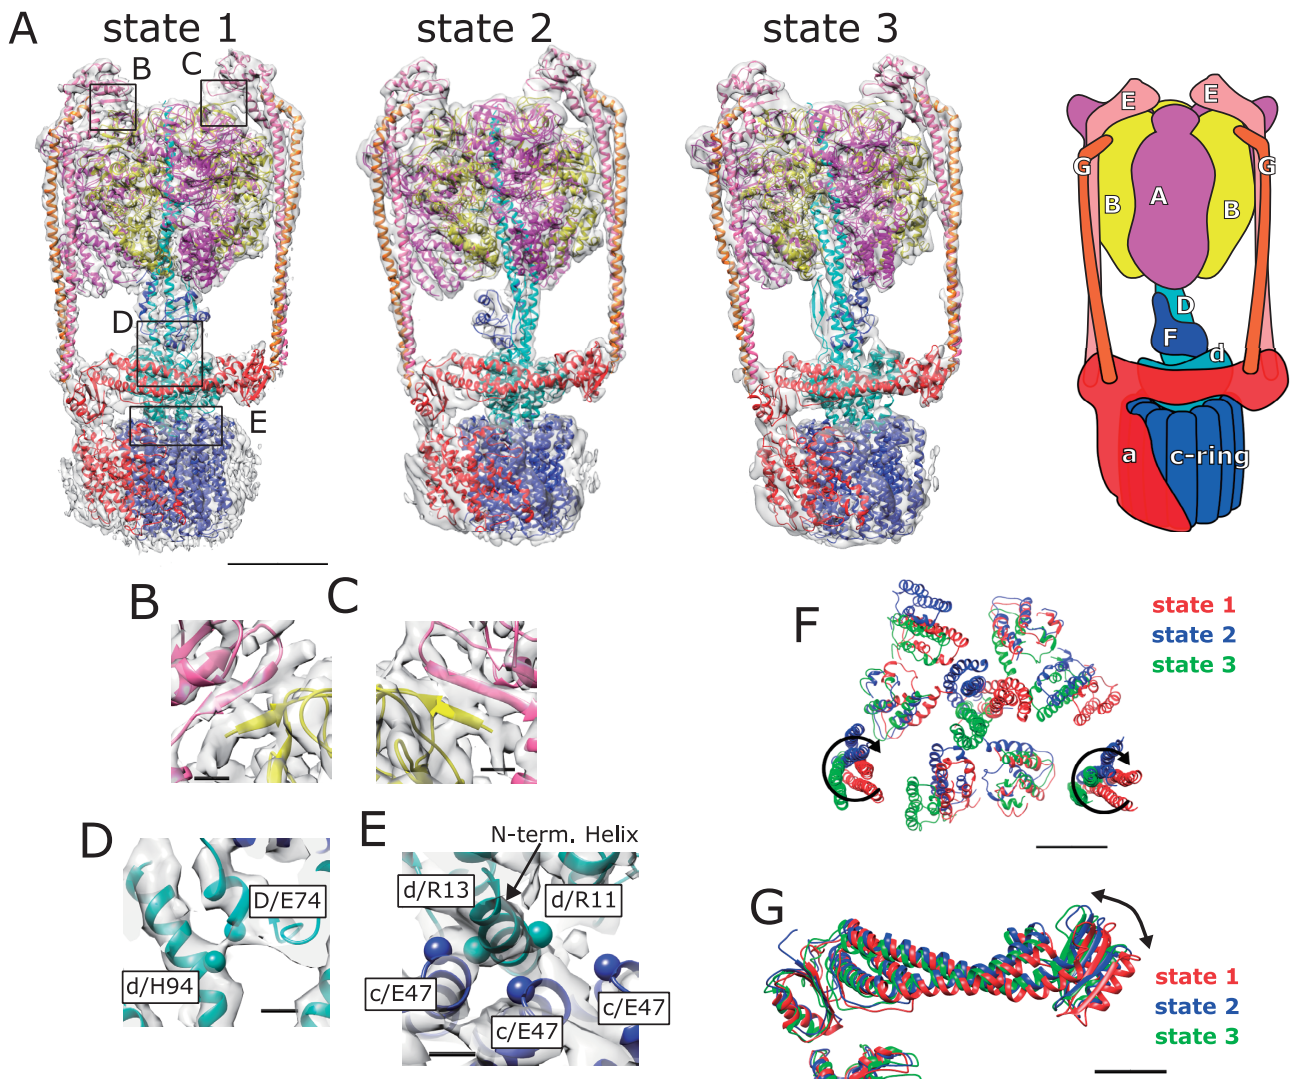 A
state 1
state 2
state 3
B
C
D
E
E
E
G
G
B
A
B
D
F
d
a
c-ring
B
C
D
D/E74
d/H94
E
N-term. Helix
d/R13
d/R11
c/E47
c/E47
c/E47
F
state 1
state 2
state 3
G
state 1
state 2
state 3